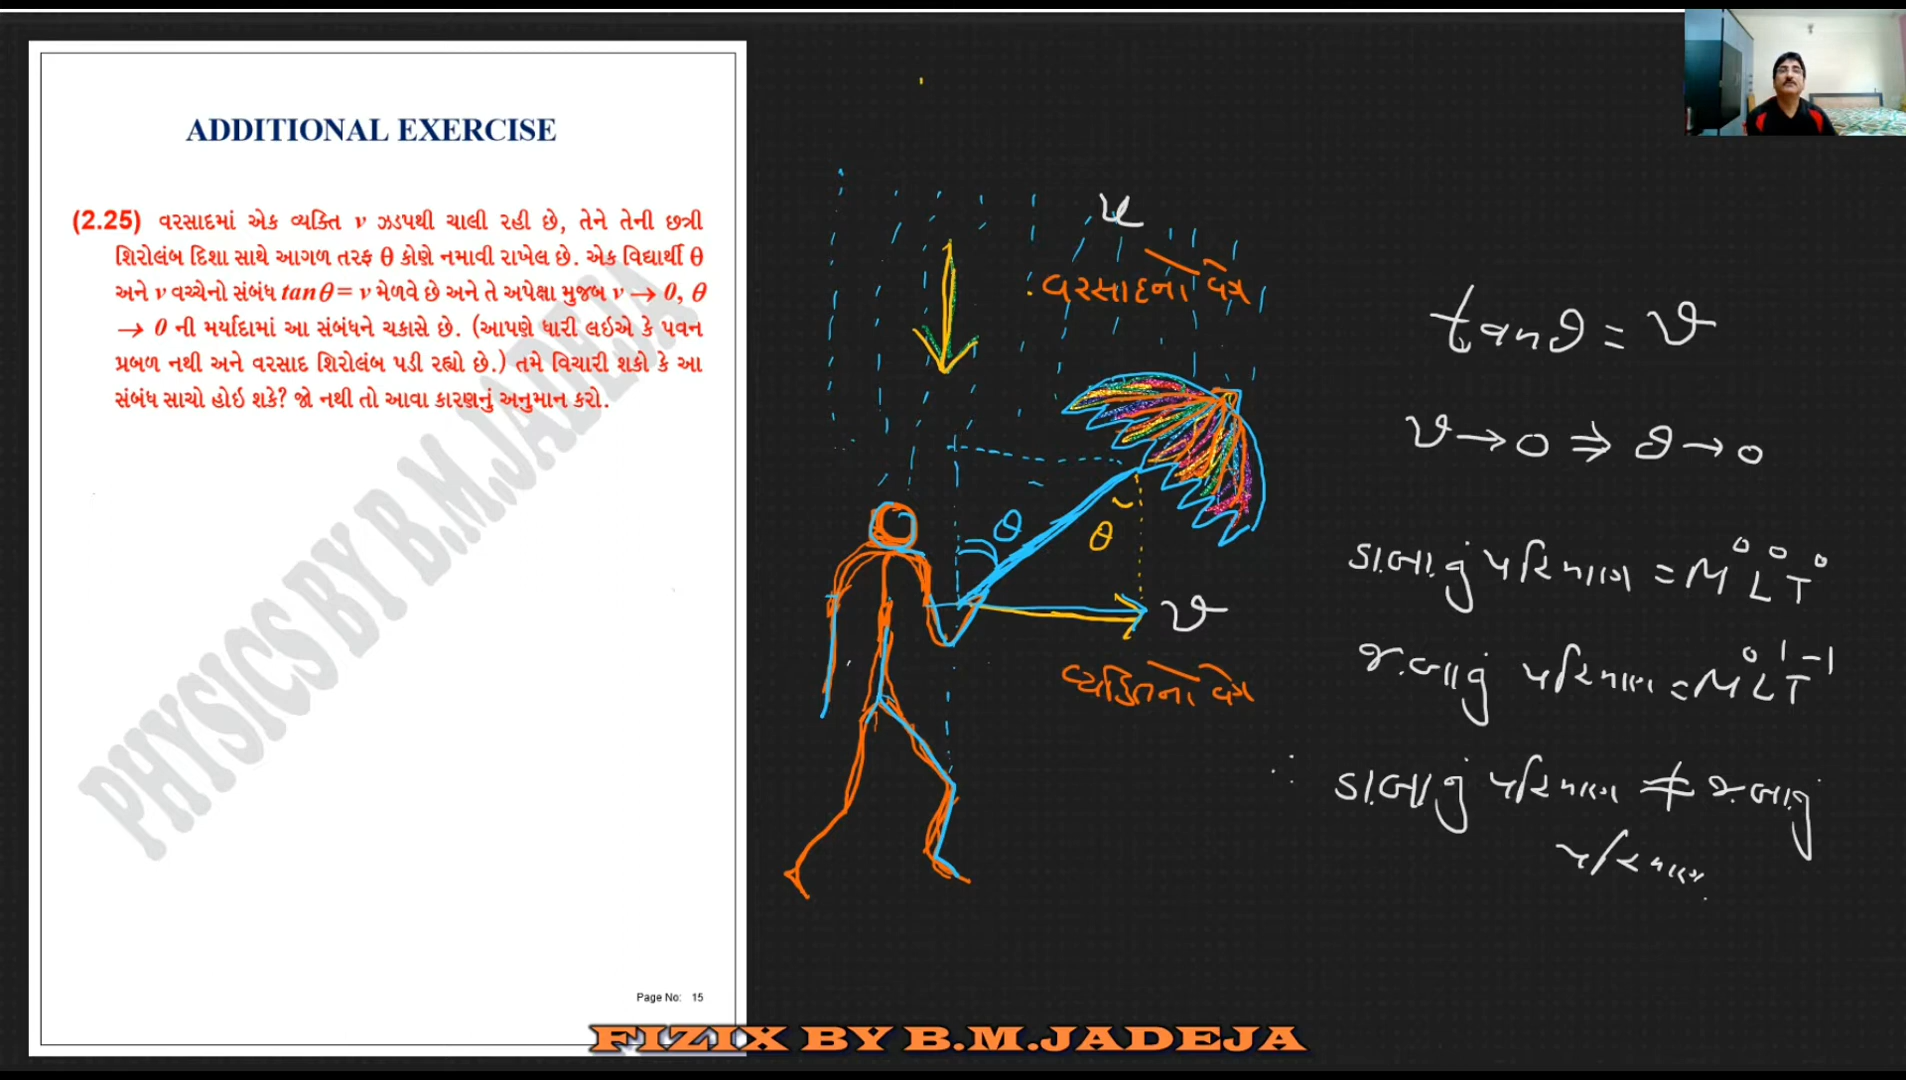 ADDITIONAL EXERCISE
(2.25) વરસાદમાં એક વ્યક્તિ v ઝડપથી ચાલી રહી છે, તેને તેની છત્રી
શિરોલંબ દિશા સાથે આગળ તરફ θ કોણે નમાવી રાખેલ છે. એક વિદ્યાર્થી θ
અને v વચ્ચેનો સંબંધ tanθ = v મેળવે છે અને તે અપેક્ષા મુજબ v → 0, θ
→ 0 ની મર્યાદામાં આ સંબંધને ચકાસે છે. (આપણે ધારી લઇએ કે પવન
પ્રબળ નથી અને વરસાદ શિરોલંબ પડી રહ્યો છે.) તમે વિચારી શકો કે આ
સંબંધ સાચો હોઇ શકે? જો નથી તો આવા કારણનું અનુમાન કરો.
PHYSICS BY B.M.JADEJA
Page No: 15
u
વરસાદના વેગ
θ
θ
v
વ્યક્તિના વેગ
tanθ = v
v → 0 ⇒ θ → 0
ડા.બા.નું પરિમાણ = M⁰L⁰T⁰
જ.બાનું પરિમાણ = M⁰L¹T⁻¹
∴ ડા.બાનું પરિમાણ ≠ જ.બાનું
પરિમાણ
FIZIX BY B.M.JADEJA